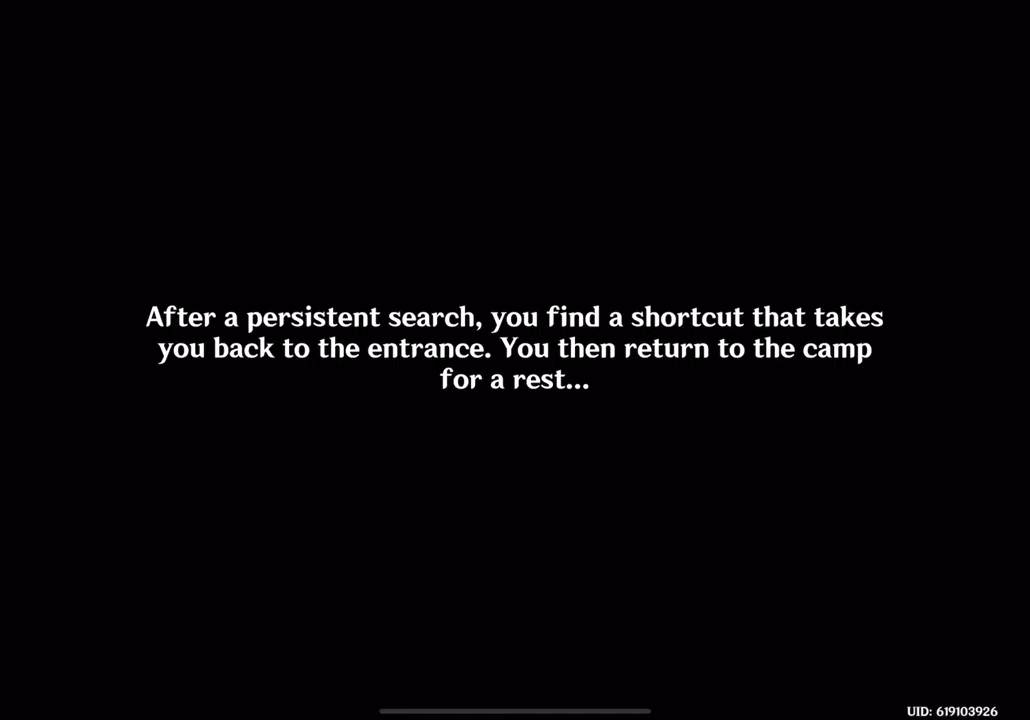 After a persistent search, you find a shortcut that takes
you back to the entrance. You then return to the camp
for a rest...
UID: 619103926